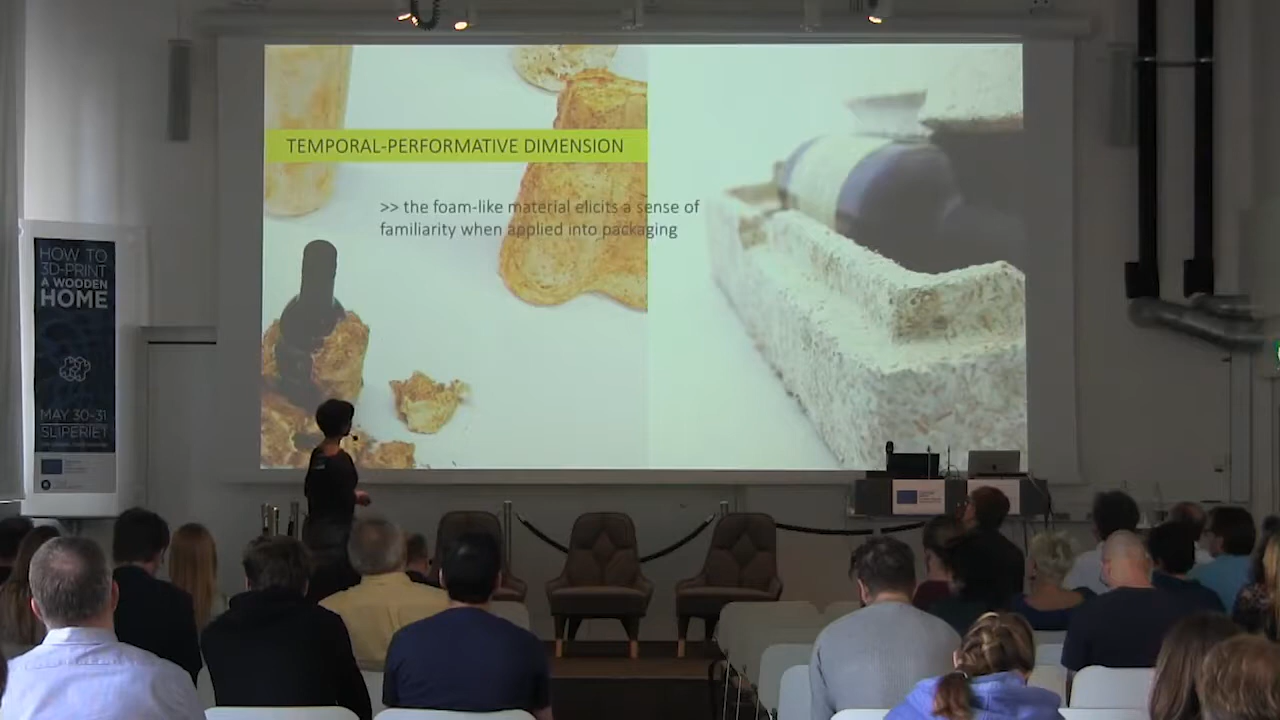 TEMPORAL-PERFORMATIVE DIMENSION
>> the foam-like material elicits a sense of
familiarity when applied into packaging
HOW TO
3D-PRINT
A WOODEN
HOME
MAY 30-31
SLIPERIET